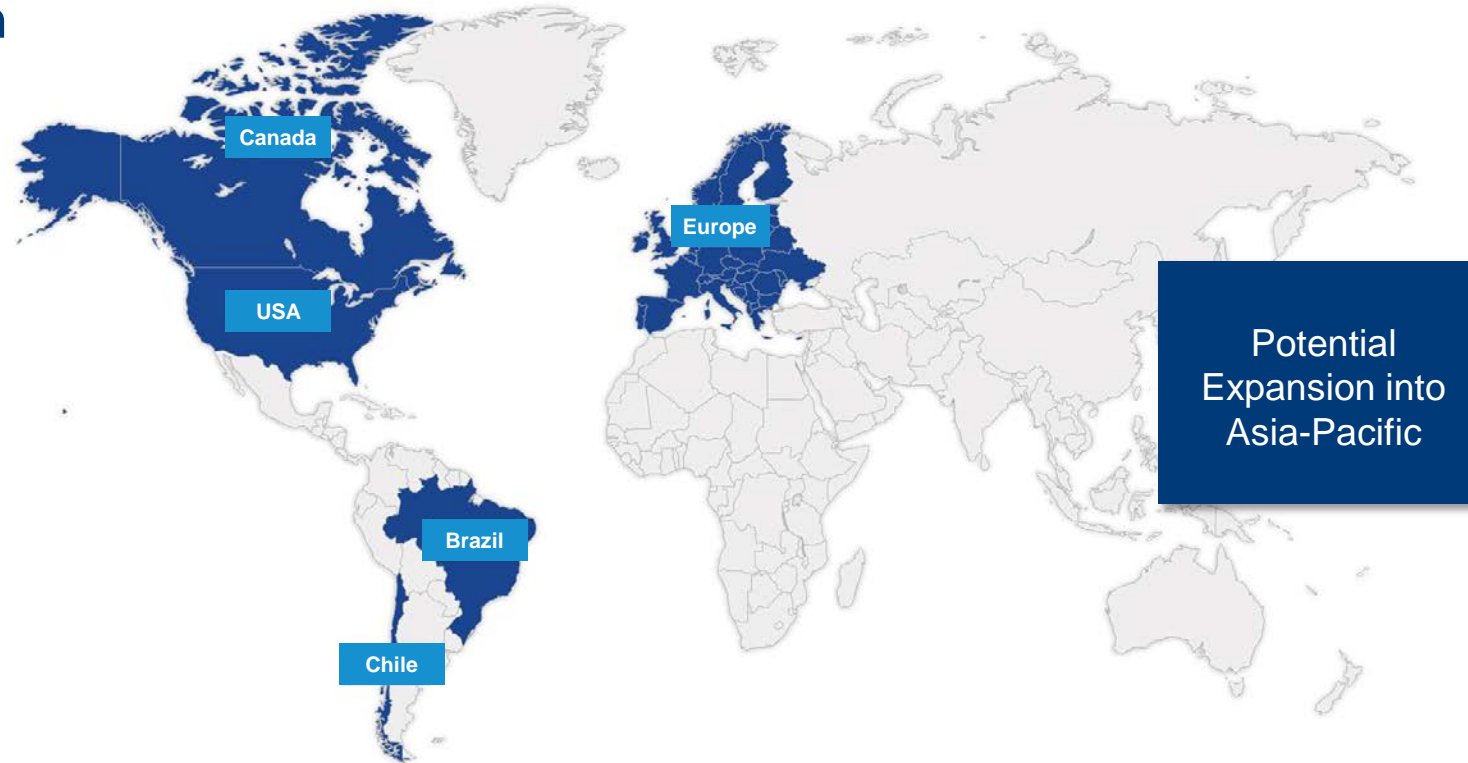 Canada
Europe
USA
Potential
Expansion into
Asia-Pacific
Brazil
Chile